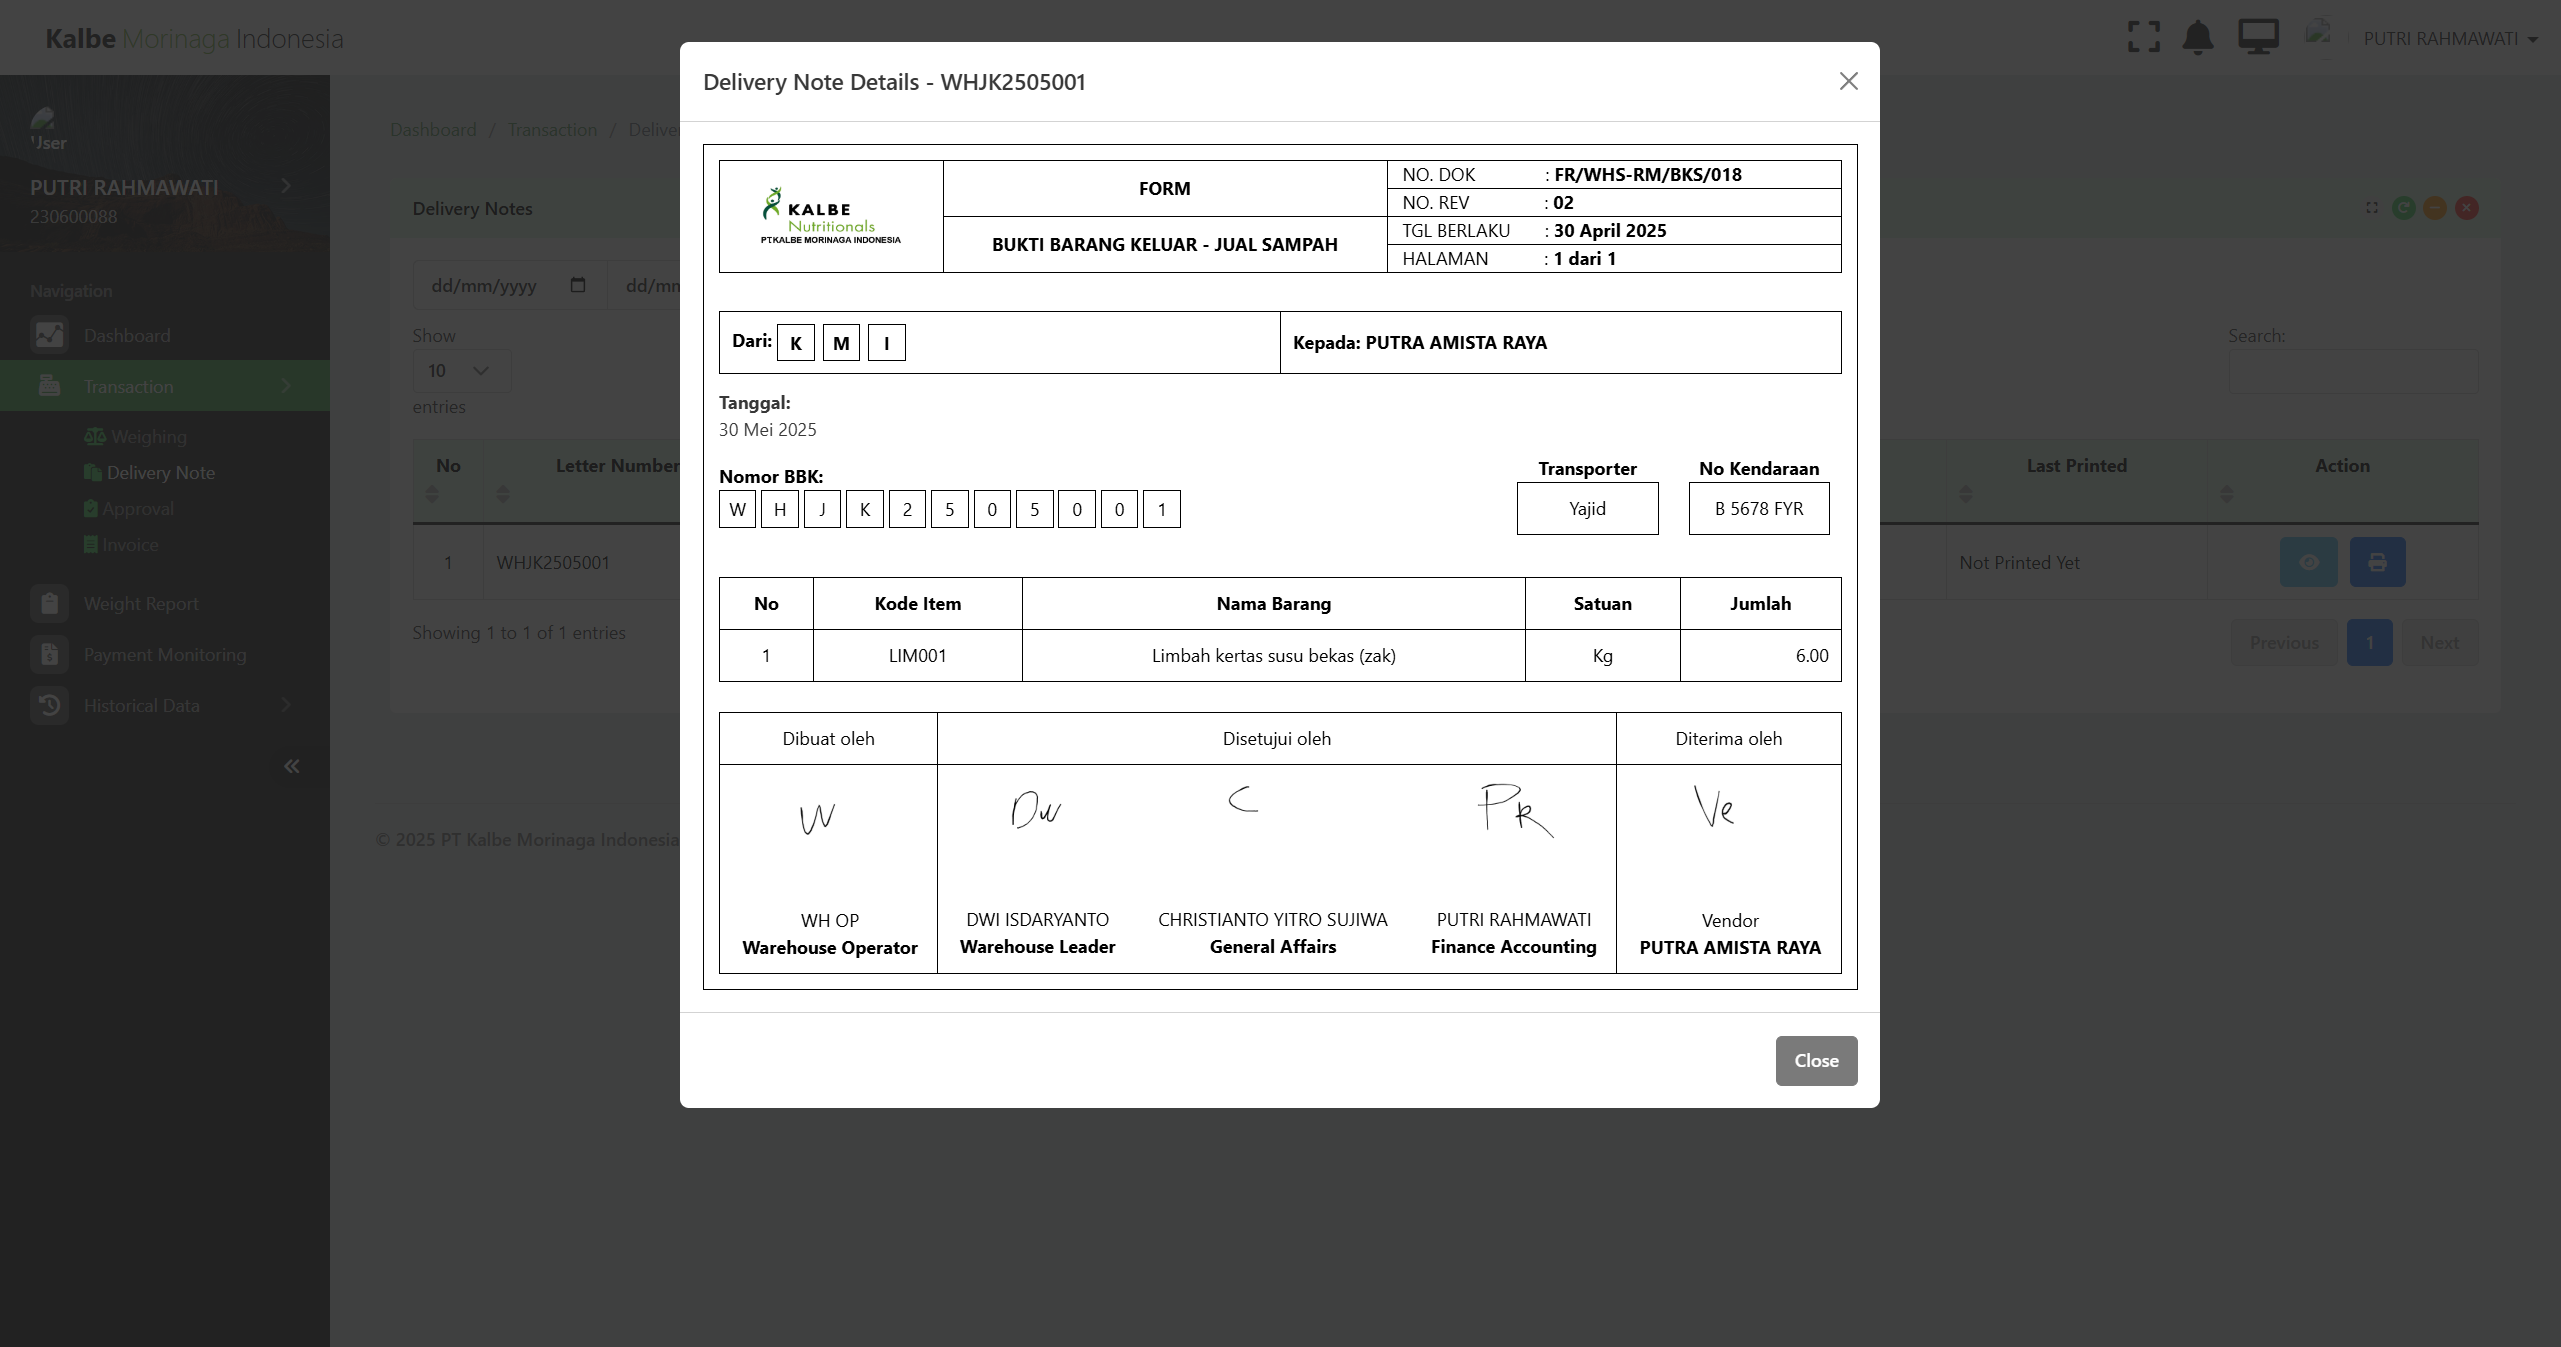 Kalbe Morinaga Indonesia
PUTRI RAHMAWATI
User
PUTRI RAHMAWATI
230600088
Navigation
Dashboard
Transaction
Weighing
Delivery Note
Approval
Invoice
Weight Report
Payment Monitoring
Historical Data
Dashboard / Transaction / Delive
Delivery Notes
dd/mm/yyyy dd/mm
Show
10
entries
Search:
No Letter Number Last Printed Action
1 WHJK2505001 Not Printed Yet
Showing 1 to 1 of 1 entries
Previous 1 Next
© 2025 PT Kalbe Morinaga Indonesia
Delivery Note Details - WHJK2505001
KALBE
Nutritionals
PT.KALBE MORINAGA INDONESIA
FORM
BUKTI BARANG KELUAR - JUAL SAMPAH
NO. DOK : FR/WHS-RM/BKS/018
NO. REV : 02
TGL BERLAKU : 30 April 2025
HALAMAN : 1 dari 1
Dari: K M I
Kepada: PUTRA AMISTA RAYA
Tanggal:
30 Mei 2025
Nomor BBK:
W H J K 2 5 0 5 0 0 1
Transporter
Yajid
No Kendaraan
B 5678 FYR
No Kode Item Nama Barang Satuan Jumlah
1 LIM001 Limbah kertas susu bekas (zak) Kg 6.00
Dibuat oleh Disetujui oleh Diterima oleh
W Dw C PR Ve
WH OP DWI ISDARYANTO CHRISTIANTO YITRO SUJIWA PUTRI RAHMAWATI Vendor
Warehouse Operator Warehouse Leader General Affairs Finance Accounting PUTRA AMISTA RAYA
Close